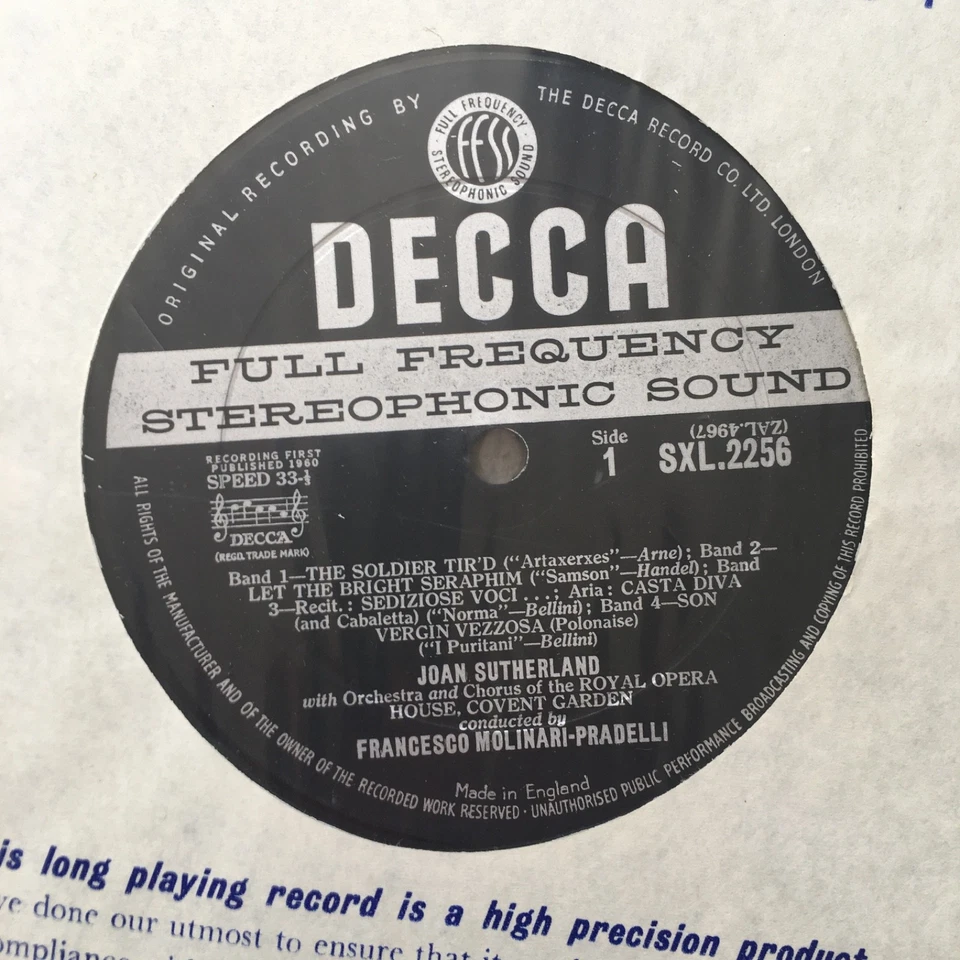 ORIGINAL RECORDING BY
THE DECCA RECORD CO. LTD. LONDON
· FULL FREQUENCY ·
STEREOPHONIC SOUND
FFSS
DECCA
FULL FREQUENCY
STEREOPHONIC SOUND
RECORDING FIRST
PUBLISHED 1960
SPEED 33-⅓
DECCA
(REGD. TRADE MARK)
Side
1
(ZAL.4967)
SXL.2256
Band 1—THE SOLDIER TIR'D ("Artaxerxes"—Arne); Band 2—
LET THE BRIGHT SERAPHIM ("Samson"—Handel); Band
3—Recit.: SEDIZIOSE VOCI ...; Aria: CASTA DIVA
(and Cabaletta) ("Norma"—Bellini); Band 4—SON
VERGIN VEZZOSA (Polonaise)
("I Puritani"—Bellini)
JOAN SUTHERLAND
with Orchestra and Chorus of the ROYAL OPERA
HOUSE, COVENT GARDEN
conducted by
FRANCESCO MOLINARI-PRADELLI
Made in England
ALL RIGHTS OF THE MANUFACTURER AND OF THE OWNER OF THE RECORDED WORK RESERVED · UNAUTHORISED PUBLIC PERFORMANCE BROADCASTING AND COPYING OF THIS RECORD PROHIBITED
is long playing record is a high precision product
ve done our utmost to ensure that